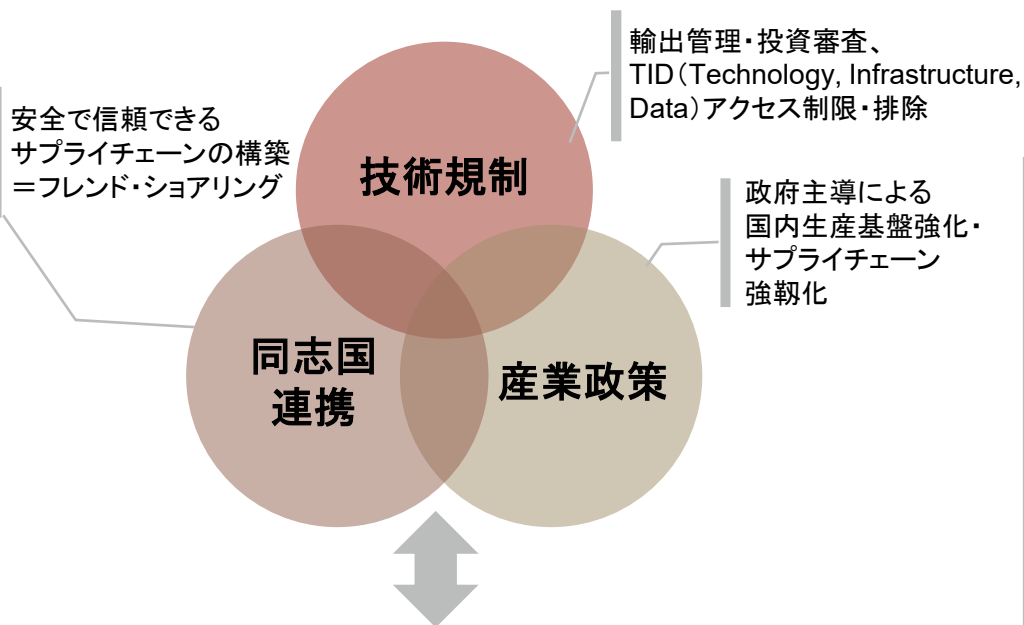 輸出管理・投資審査、
TID（Technology, Infrastructure,
Data）アクセス制限・排除
安全で信頼できる
サプライチェーンの構築
＝フレンド・ショアリング
技術規制
政府主導による
国内生産基盤強化・
サプライチェーン
強靱化
同志国
連携
産業政策